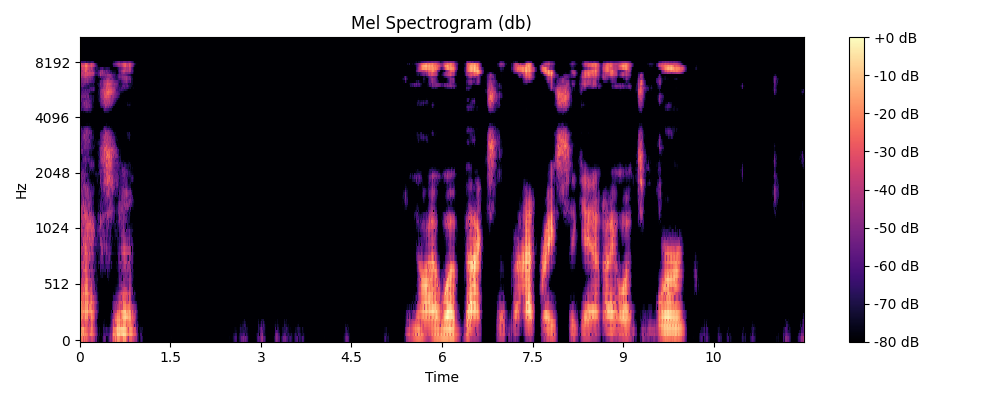 Mel Spectrogram (db)
Hz
8192
4096
2048
1024
512
0
0 1.5 3 4.5 6 7.5 9 10
Time
+0 dB
-10 dB
-20 dB
-30 dB
-40 dB
-50 dB
-60 dB
-70 dB
-80 dB